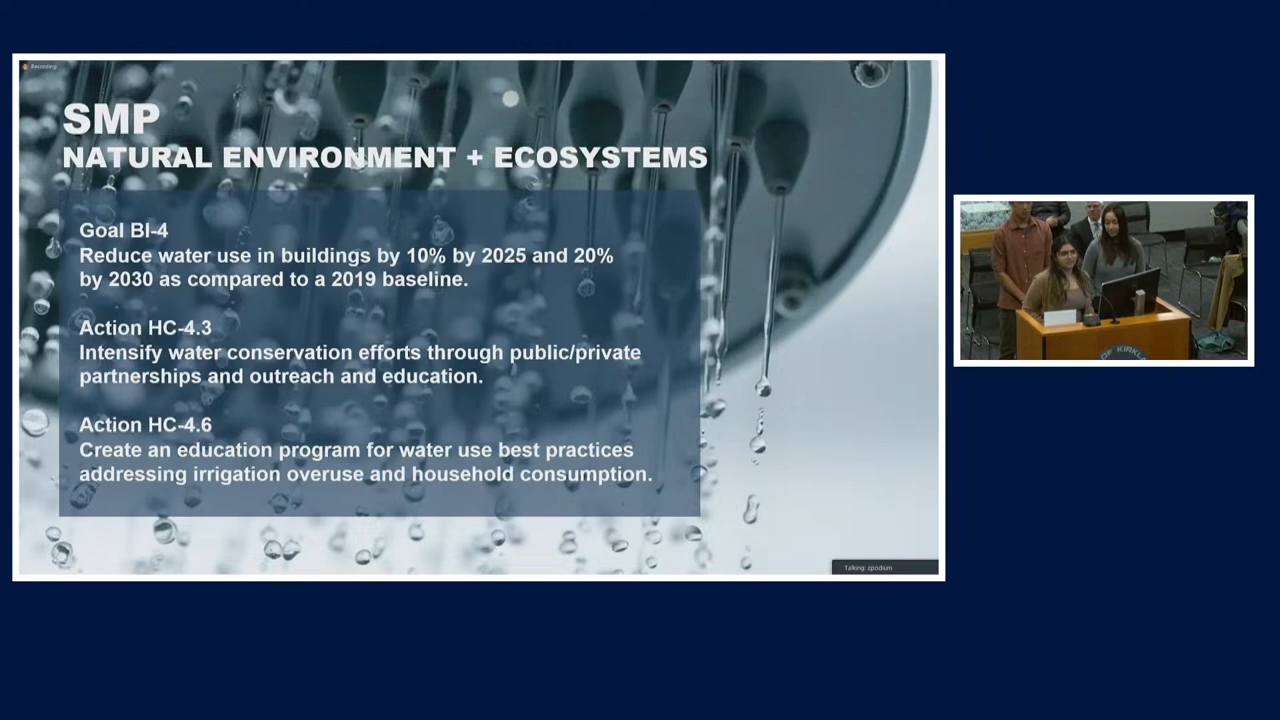 Recording
SMP
NATURAL ENVIRONMENT + ECOSYSTEMS
Goal BI-4
Reduce water use in buildings by 10% by 2025 and 20%
by 2030 as compared to a 2019 baseline.
Action HC-4.3
Intensify water conservation efforts through public/private
partnerships and outreach and education.
Action HC-4.6
Create an education program for water use best practices
addressing irrigation overuse and household consumption.
Talking: zpodium
OF KIRKL